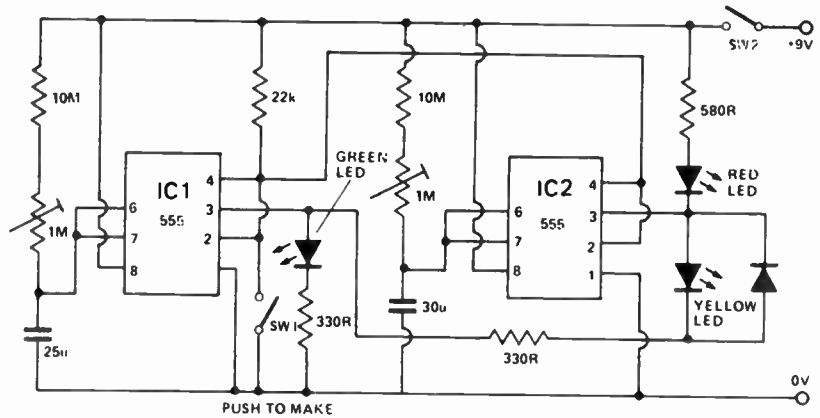 SW2
+9V
10M
22k
10M
580R
GREEN
LED
RED
LED
IC1
555
4
3
2
6
7
8
1M
IC2
555
4
3
2
1
6
7
8
1M
25u
SW1
330R
30u
330R
YELLOW
LED
0V
PUSH TO MAKE